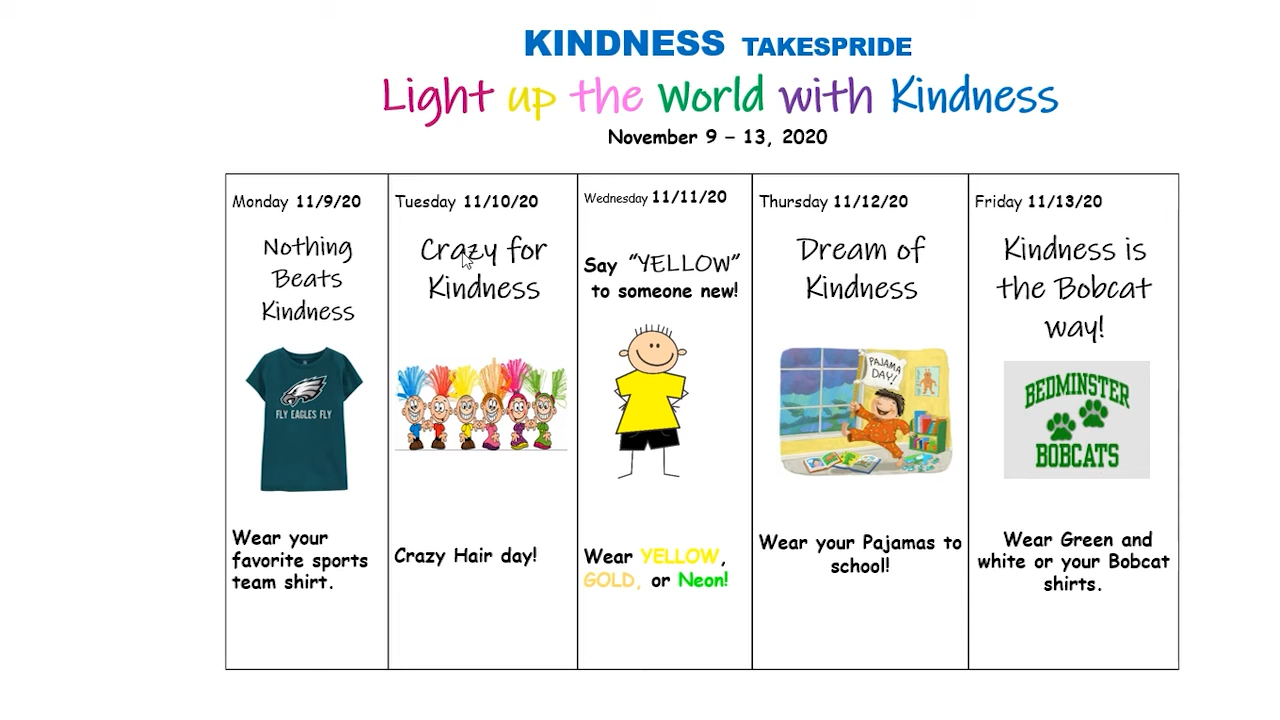 KINDNESS TAKESPRIDE
Light up the World with Kindness
November 9 – 13, 2020
Monday 11/9/20
Nothing
Beats
Kindness
FLY EAGLES FLY
Wear your
favorite sports
team shirt.
Tuesday 11/10/20
Crazy for
Kindness
Crazy Hair day!
Wednesday 11/11/20
Say “YELLOW”
to someone new!
Wear YELLOW,
GOLD, or Neon!
Thursday 11/12/20
Dream of
Kindness
PAJAMA
DAY!
Wear your Pajamas to
school!
Friday 11/13/20
Kindness is
the Bobcat
way!
BEDMINSTER
BOBCATS
Wear Green and
white or your Bobcat
shirts.